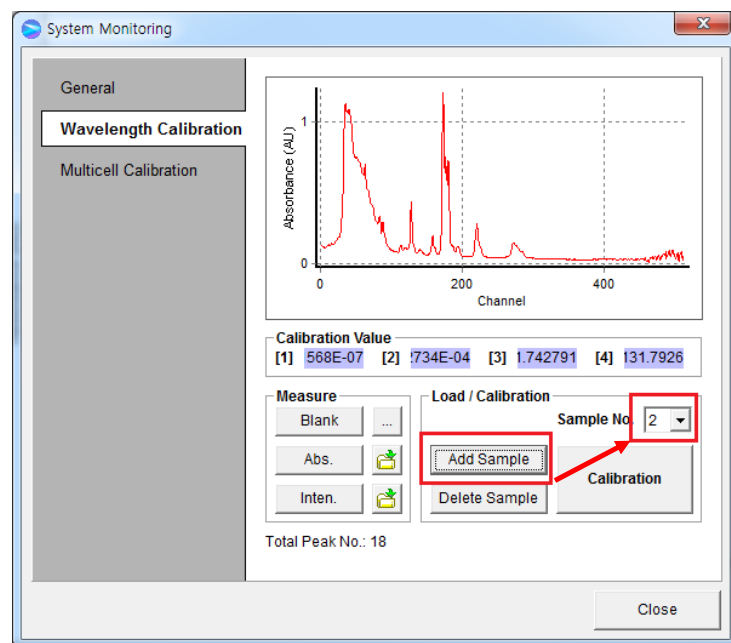 System Monitoring
General
Wavelength Calibration
Multicell Calibration
Absorbance (AU)
1
0
0 200 400
Channel
Calibration Value
[1] 568E-07 [2] 734E-04 [3] .742791 [4] 131.7926
Measure
Blank ...
Abs.
Inten.
Load / Calibration
Sample No. 2
Add Sample
Delete Sample
Calibration
Total Peak No.: 18
Close